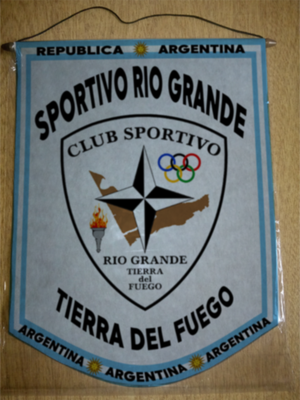 REPUBLICA ARGENTINA
SPORTIVO RIO GRANDE
CLUB SPORTIVO
RIO GRANDE
TIERRA
del
FUEGO
TIERRA DEL FUEGO
ARGENTINA ARGENTINA ARGENTINA